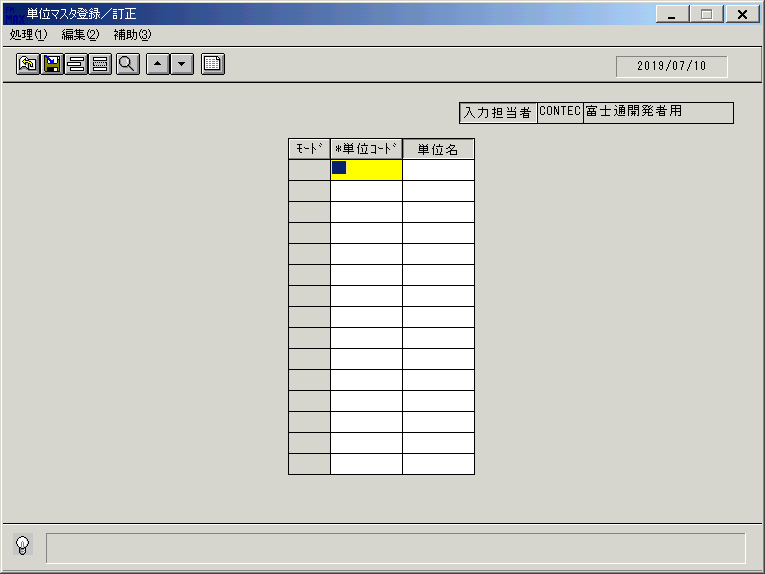 単位マスタ登録／訂正
処理(1) 編集(2) 補助(3)
2019/07/10
入力担当者 CONTEC 富士通開発者用
ﾓｰﾄﾞ *単位ｺｰﾄﾞ 単位名